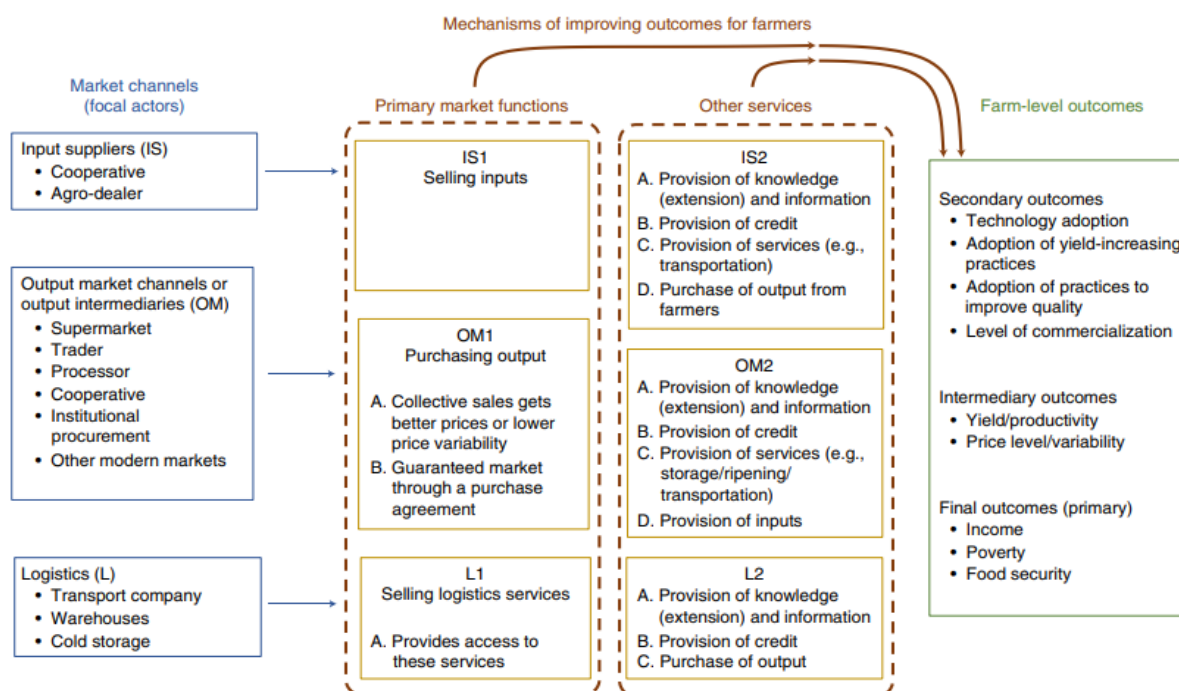 Mechanisms of improving outcomes for farmers
Market channels
(focal actors)
Primary market functions
Other services
Farm-level outcomes
Input suppliers (IS)
• Cooperative
• Agro-dealer
Output market channels or
output intermediaries (OM)
• Supermarket
• Trader
• Processor
• Cooperative
• Institutional
procurement
• Other modern markets
Logistics (L)
• Transport company
• Warehouses
• Cold storage
IS1
Selling inputs
OM1
Purchasing output
A. Collective sales gets
better prices or lower
price variability
B. Guaranteed market
through a purchase
agreement
L1
Selling logistics services
A. Provides access to
these services
IS2
A. Provision of knowledge
(extension) and information
B. Provision of credit
C. Provision of services (e.g.,
transportation)
D. Purchase of output from
farmers
OM2
A. Provision of knowledge
(extension) and information
B. Provision of credit
C. Provision of services (e.g.,
storage/ripening/
transportation)
D. Provision of inputs
L2
A. Provision of knowledge
(extension) and information
B. Provision of credit
C. Purchase of output
Secondary outcomes
• Technology adoption
• Adoption of yield-increasing
practices
• Adoption of practices to
improve quality
• Level of commercialization
Intermediary outcomes
• Yield/productivity
• Price level/variability
Final outcomes (primary)
• Income
• Poverty
• Food security